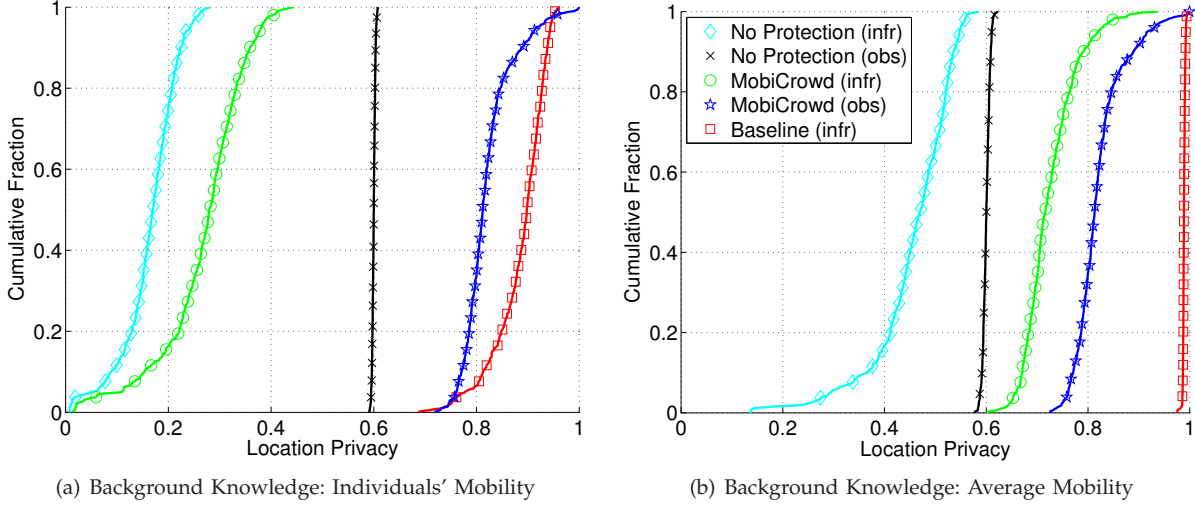 1
0.8
0.6
0.4
0.2
0
Cumulative Fraction
0 0.2 0.4 0.6 0.8 1
Location Privacy
(a) Background Knowledge: Individuals' Mobility
1
0.8
0.6
0.4
0.2
0
Cumulative Fraction
No Protection (infr)
No Protection (obs)
MobiCrowd (infr)
MobiCrowd (obs)
Baseline (infr)
0 0.2 0.4 0.6 0.8 1
Location Privacy
(b) Background Knowledge: Average Mobility